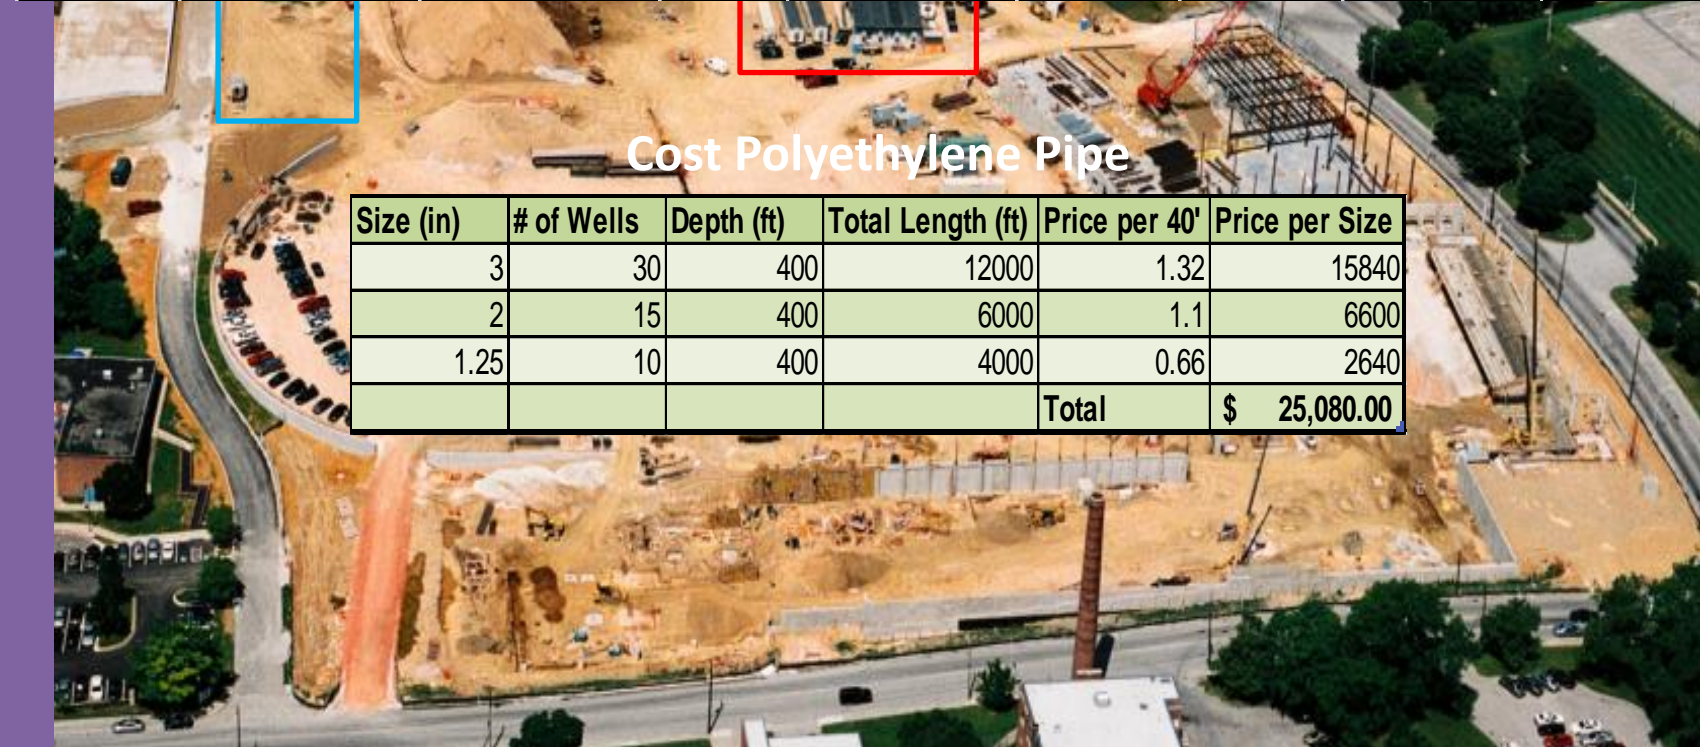 Cost Polyethylene Pipe
Size (in) # of Wells Depth (ft) Total Length (ft) Price per 40' Price per Size
3 30 400 12000 1.32 15840
2 15 400 6000 1.1 6600
1.25 10 400 4000 0.66 2640
Total $ 25,080.00